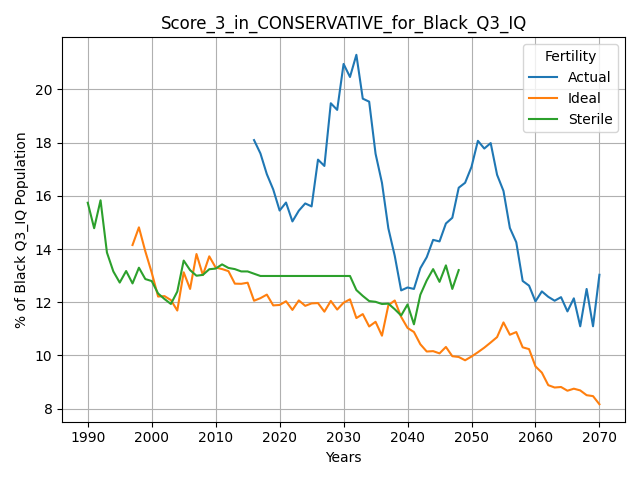 Score_3_in_CONSERVATIVE_for_Black_Q3_IQ
Fertility
Actual
Ideal
Sterile
% of Black Q3_IQ Population
20
18
16
14
12
10
8
1990
2000
2010
2020
2030
2040
2050
2060
2070
Years